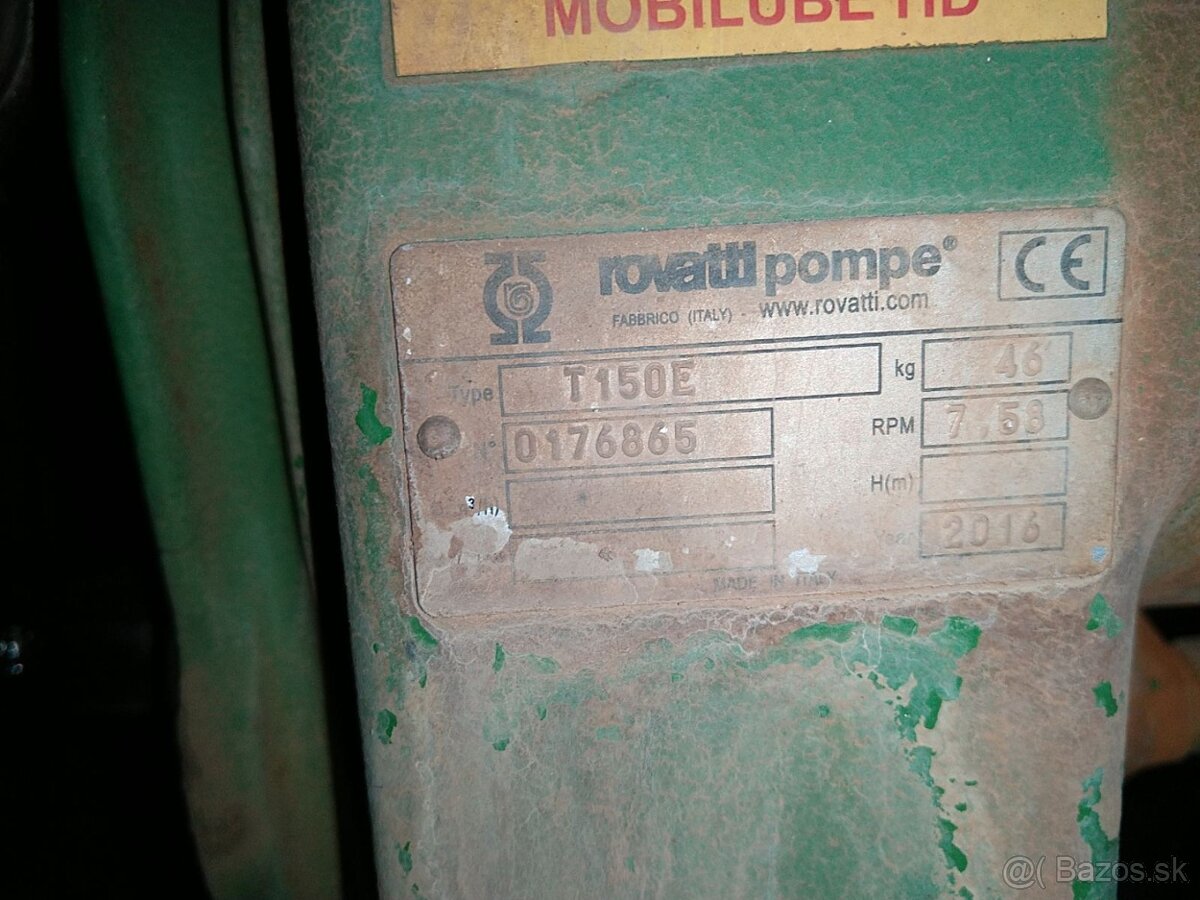 MOBILUBE HD
rovatti pompe®
FABBRICO (ITALY) - www.rovatti.com
CE
Type T150E kg 46
N° 0176865 RPM 7,58
H(m)
Year 2016
MADE IN ITALY
@( Bazos.sk